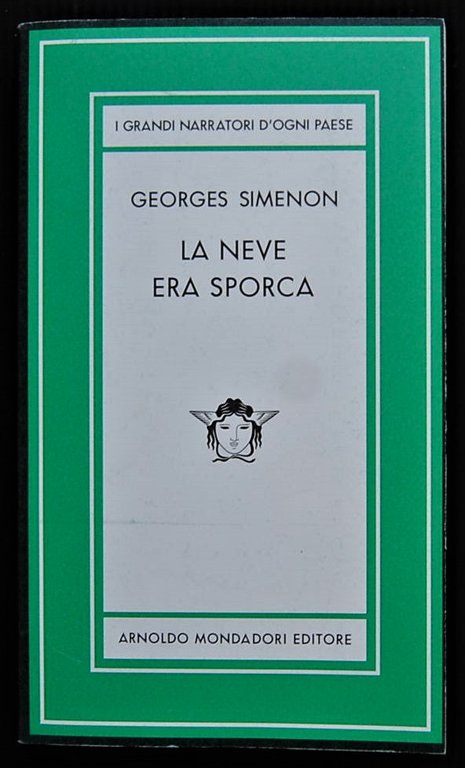 I GRANDI NARRATORI D'OGNI PAESE
GEORGES SIMENON
LA NEVE
ERA SPORCA
ARNOLDO MONDADORI EDITORE